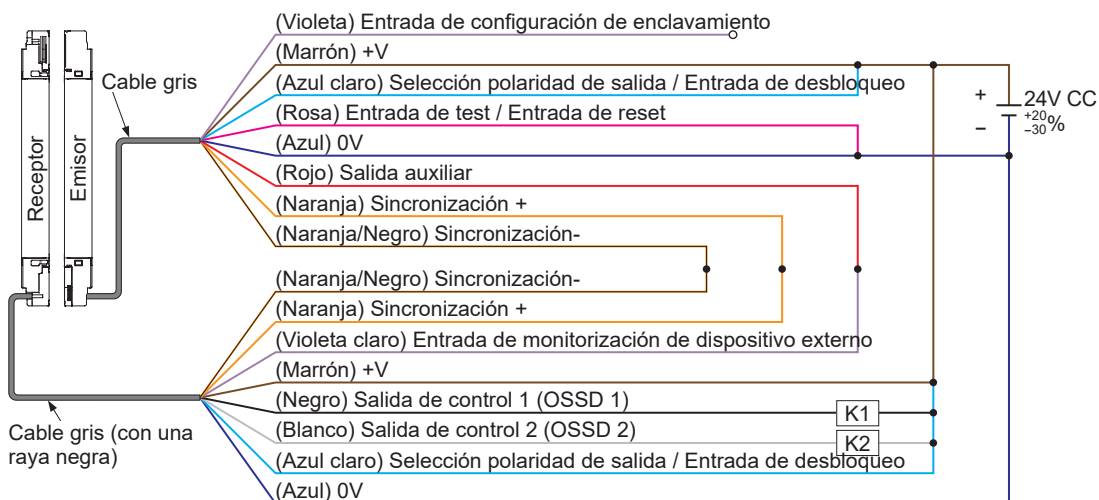 (Violeta) Entrada de configuración de enclavamiento
(Marrón) +V
Cable gris
(Azul claro) Selección polaridad de salida / Entrada de desbloqueo
(Rosa) Entrada de test / Entrada de reset
(Azul) 0V
+
−
24V CC
+20
−30%
Receptor
Emisor
(Rojo) Salida auxiliar
(Naranja) Sincronización +
(Naranja/Negro) Sincronización-
(Naranja/Negro) Sincronización-
(Naranja) Sincronización +
(Violeta claro) Entrada de monitorización de dispositivo externo
(Marrón) +V
(Negro) Salida de control 1 (OSSD 1)
K1
(Blanco) Salida de control 2 (OSSD 2)
K2
Cable gris (con una
raya negra)
(Azul claro) Selección polaridad de salida / Entrada de desbloqueo
(Azul) 0V